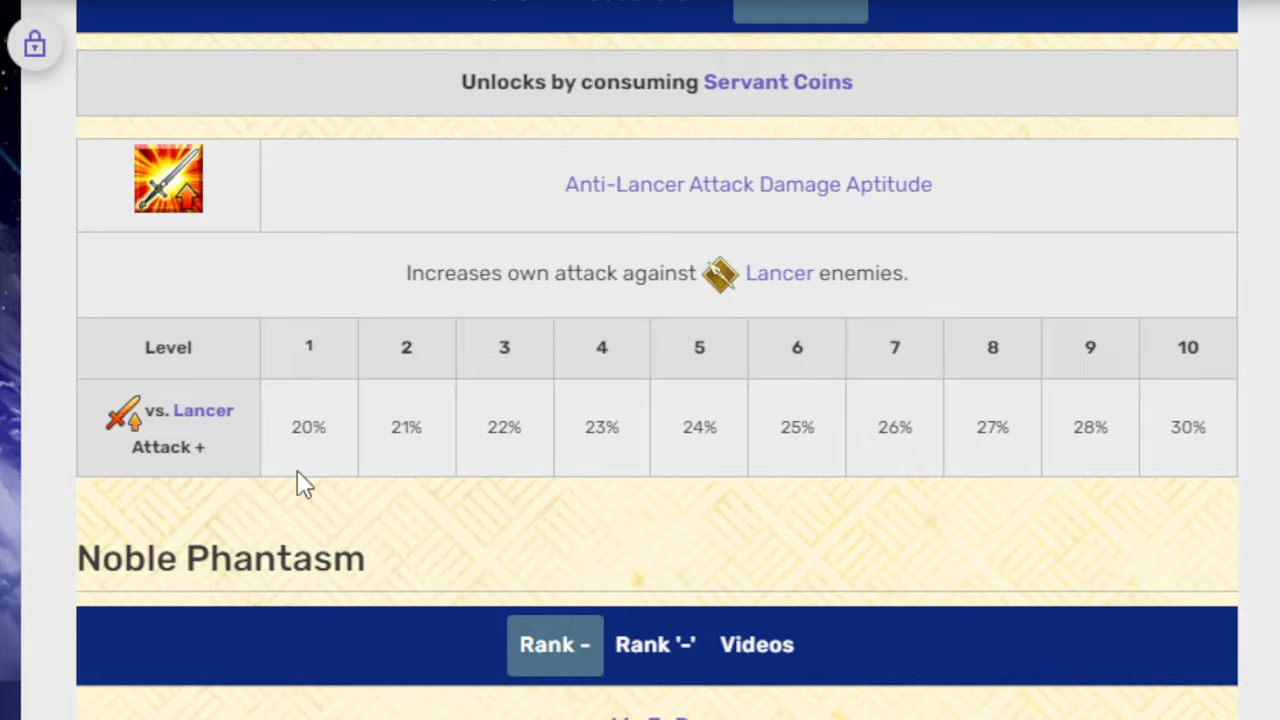 Unlocks by consuming Servant Coins
Anti-Lancer Attack Damage Aptitude
Increases own attack against Lancer enemies.
Level 1 2 3 4 5 6 7 8 9 10
vs. Lancer
Attack + 20% 21% 22% 23% 24% 25% 26% 27% 28% 30%
Noble Phantasm
Rank - Rank '-' Videos